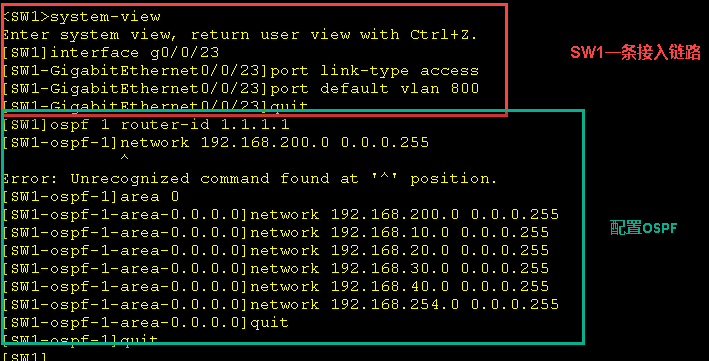 <SW1>system-view
Enter system view, return user view with Ctrl+Z.
[SW1]interface g0/0/23
[SW1-GigabitEthernet0/0/23]port link-type access
[SW1-GigabitEthernet0/0/23]port default vlan 800
[SW1-GigabitEthernet0/0/23]quit
SW1一条接入链路
[SW1]ospf 1 router-id 1.1.1.1
[SW1-ospf-1]network 192.168.200.0 0.0.0.255
^
Error: Unrecognized command found at '^' position.
[SW1-ospf-1]area 0
[SW1-ospf-1-area-0.0.0.0]network 192.168.200.0 0.0.0.255
[SW1-ospf-1-area-0.0.0.0]network 192.168.10.0 0.0.0.255
[SW1-ospf-1-area-0.0.0.0]network 192.168.20.0 0.0.0.255
[SW1-ospf-1-area-0.0.0.0]network 192.168.30.0 0.0.0.255
[SW1-ospf-1-area-0.0.0.0]network 192.168.40.0 0.0.0.255
[SW1-ospf-1-area-0.0.0.0]network 192.168.254.0 0.0.0.255
[SW1-ospf-1-area-0.0.0.0]quit
[SW1-ospf-1]quit
[SW1]
配置OSPF